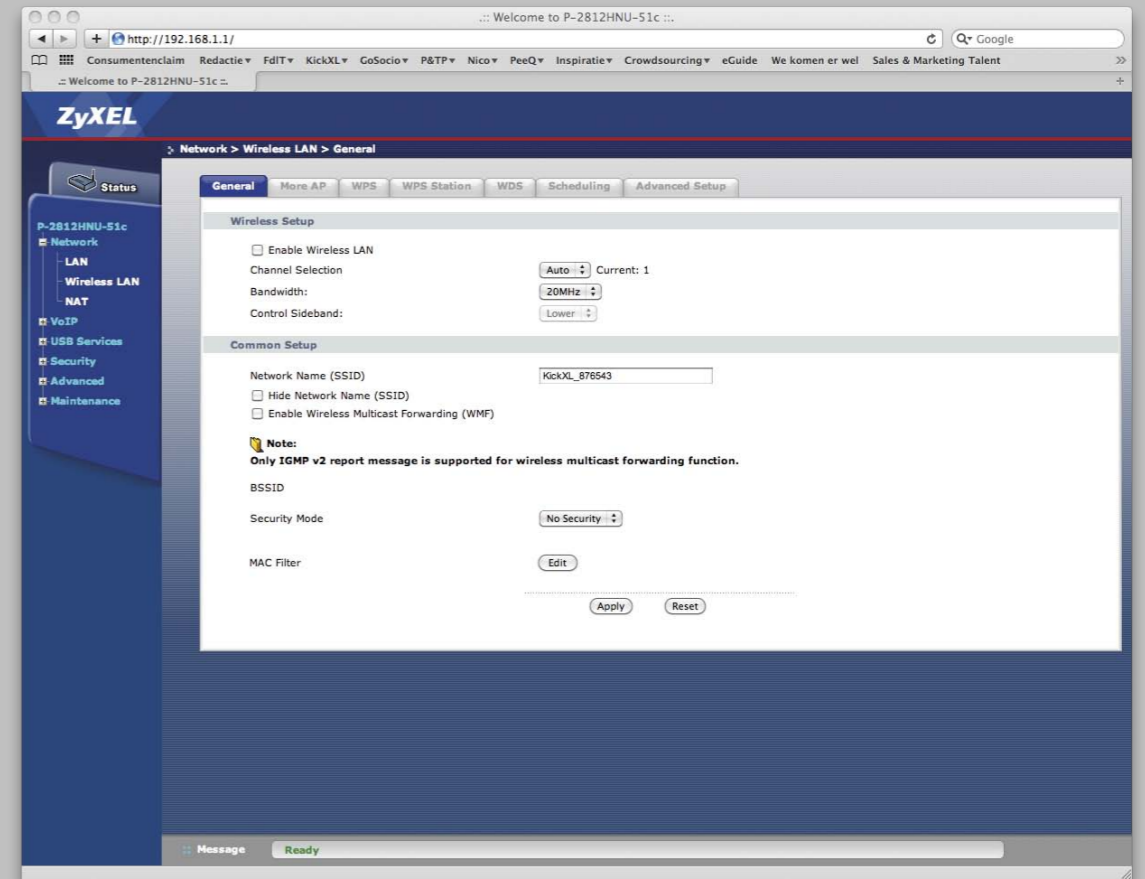 .:: Welcome to P-2812HNU-51c ::.
http://192.168.1.1/
Google
Consumentenclaim Redactie FdIT KickXL GoSocio P&TP Nico PeeQ Inspiratie Crowdsourcing eGuide We komen er wel Sales & Marketing Talent
.:: Welcome to P-2812HNU-51c ::.
ZyXEL
Network > Wireless LAN > General
Status
General More AP WPS WPS Station WDS Scheduling Advanced Setup
P-2812HNU-51c
Network
LAN
Wireless LAN
NAT
VoIP
USB Services
Security
Advanced
Maintenance
Wireless Setup
Enable Wireless LAN
Channel Selection Auto Current: 1
Bandwidth: 20MHz
Control Sideband: Lower
Common Setup
Network Name (SSID) KickXL_876543
Hide Network Name (SSID)
Enable Wireless Multicast Forwarding (WMF)
Note:
Only IGMP v2 report message is supported for wireless multicast forwarding function.
BSSID
Security Mode No Security
MAC Filter Edit
Apply Reset
Message Ready